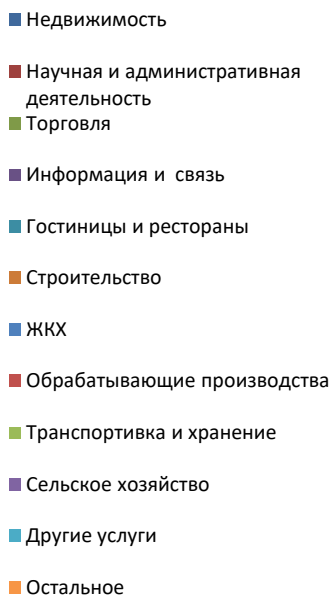 Недвижимость
Научная и административная
деятельность
Торговля
Информация и связь
Гостиницы и рестораны
Строительство
ЖКХ
Обрабатывающие производства
Транспортивка и хранение
Сельское хозяйство
Другие услуги
Остальное